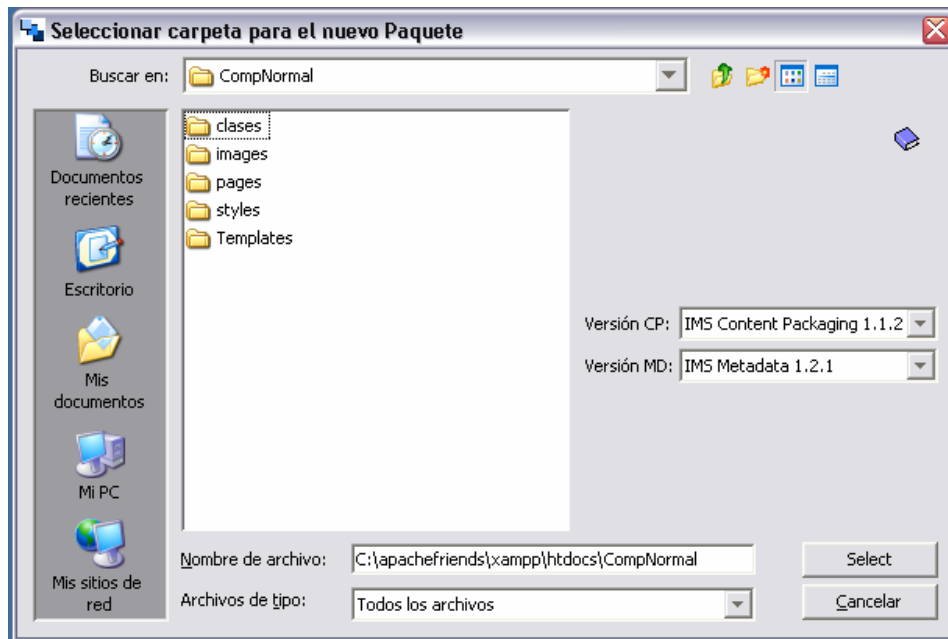 Seleccionar carpeta para el nuevo Paquete
Buscar en:
CompNormal
Documentos
recientes
Escritorio
Mis
documentos
Mi PC
Mis sitios de
red
clases
images
pages
styles
Templates
Versión CP:
IMS Content Packaging 1.1.2
Versión MD:
IMS Metadata 1.2.1
Nombre de archivo:
C:\apachefriends\xampp\htdocs\CompNormal
Select
Archivos de tipo:
Todos los archivos
Cancelar